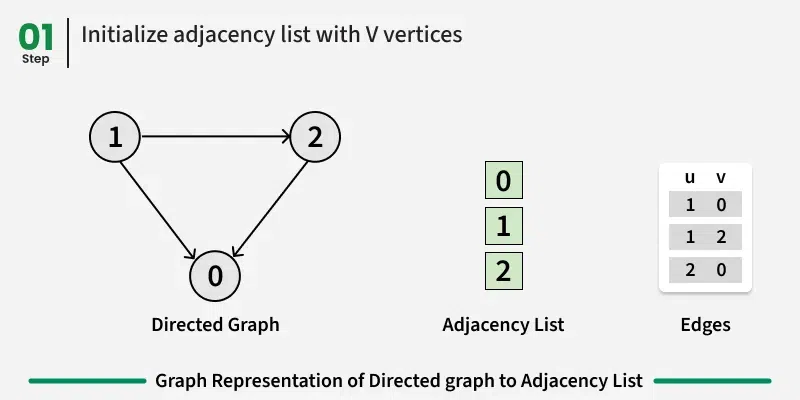 01
Step
Initialize adjacency list with V vertices
1
2
0
0
1
2
u v
1 0
1 2
2 0
Directed Graph
Adjacency List
Edges
Graph Representation of Directed graph to Adjacency List